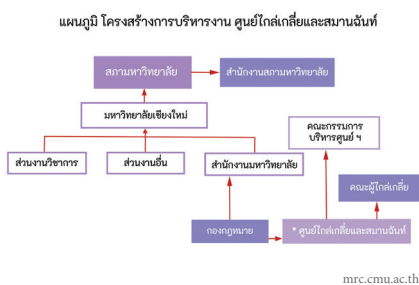 แผนภูมิ โครงสร้างการบริหารงาน ศูนย์ไกล่เกลี่ยและสมานฉันท์
สภามหาวิทยาลัย
สำนักงานสภามหาวิทยาลัย
มหาวิทยาลัยเชียงใหม่
คณะกรรมการ
บริหารศูนย์ ฯ
ส่วนงานวิชาการ
ส่วนงานอื่น
สำนักงานมหาวิทยาลัย
คณะผู้ไกล่เกลี่ย
กองกฎหมาย
* ศูนย์ไกล่เกลี่ยและสมานฉันท์
mrc.cmu.ac.th